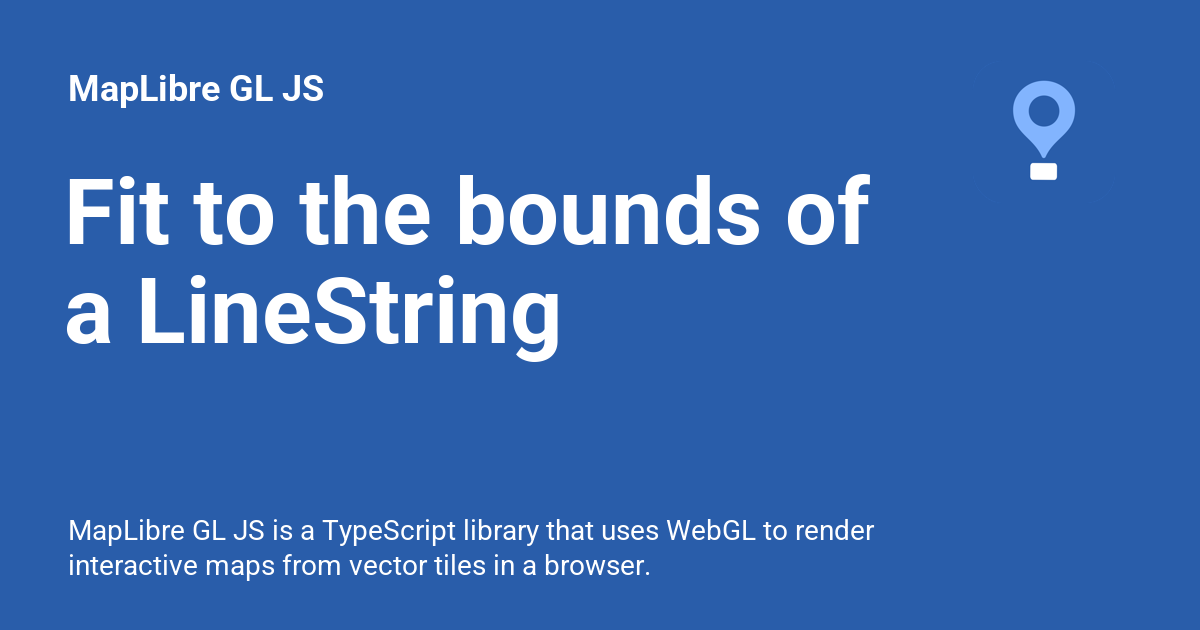 MapLibre GL JS
Fit to the bounds of
a LineString
MapLibre GL JS is a TypeScript library that uses WebGL to render
interactive maps from vector tiles in a browser.